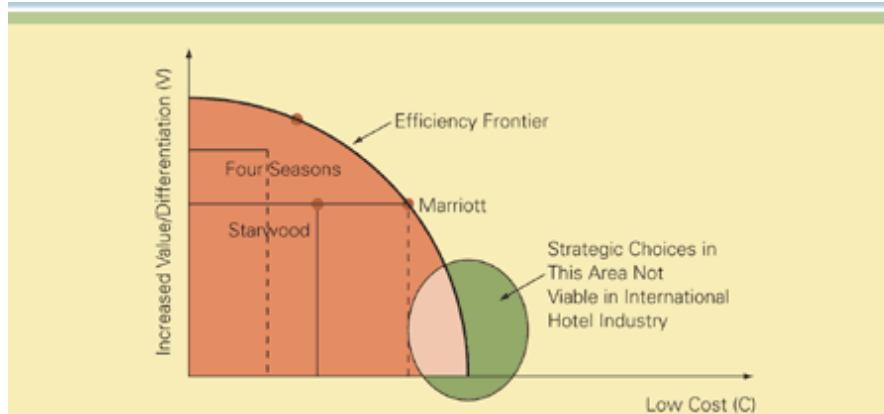 Increased Value/Differentiation (V)
Efficiency Frontier
Four Seasons
Marriott
Starwood
Strategic Choices in
This Area Not
Viable in International
Hotel Industry
Low Cost (C)